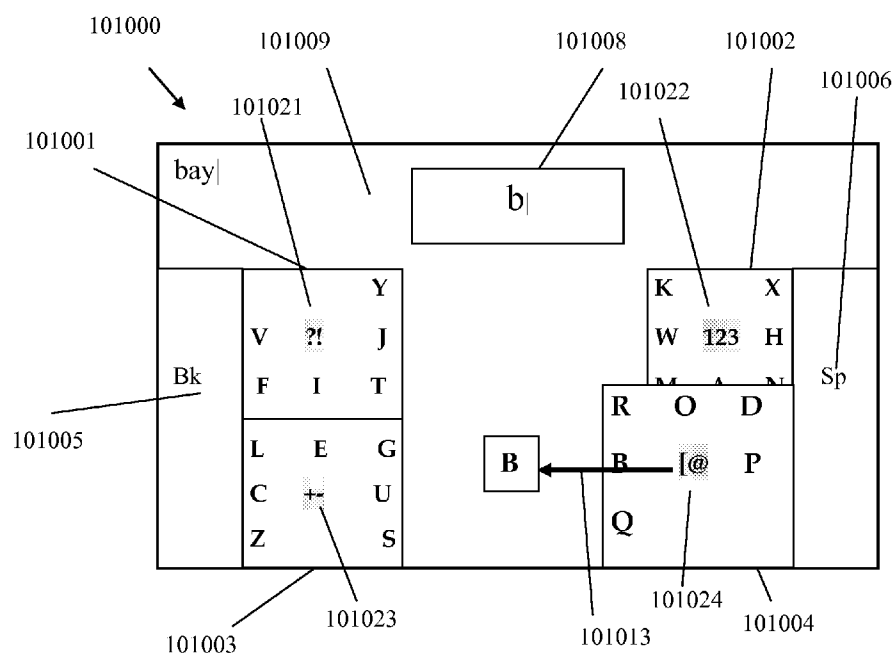 101000
101009
101008
101002
101006
101021
101022
101001
bay
b
Y
K X
V ?! J
W 123 H
F I T
M A N
Bk
Sp
R O D
L E G
B
B [@ P
C +- U
Q
Z S
101005
101023
101024
101003
101013
101004